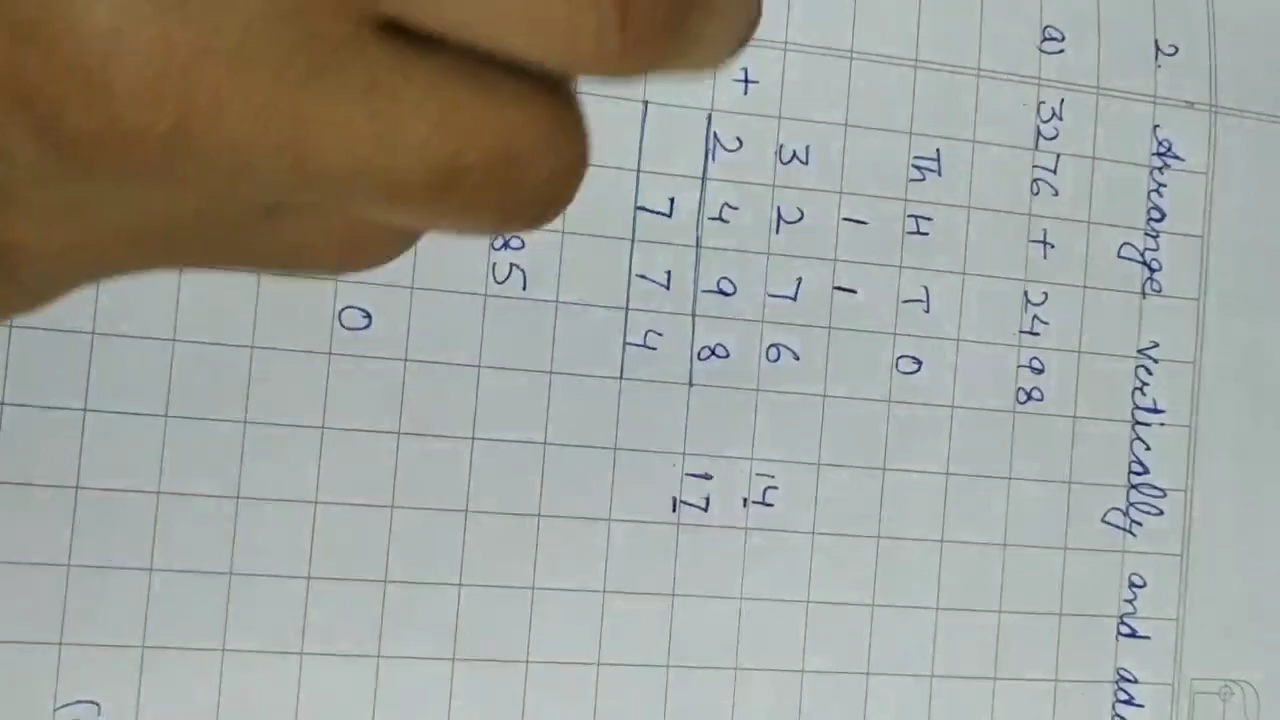 2. Arrange vertically and add
a) 3276 + 2498
Th H T O
1 1
3 2 7 6 14
+ 2 4 9 8 17
7 7 4
85
0